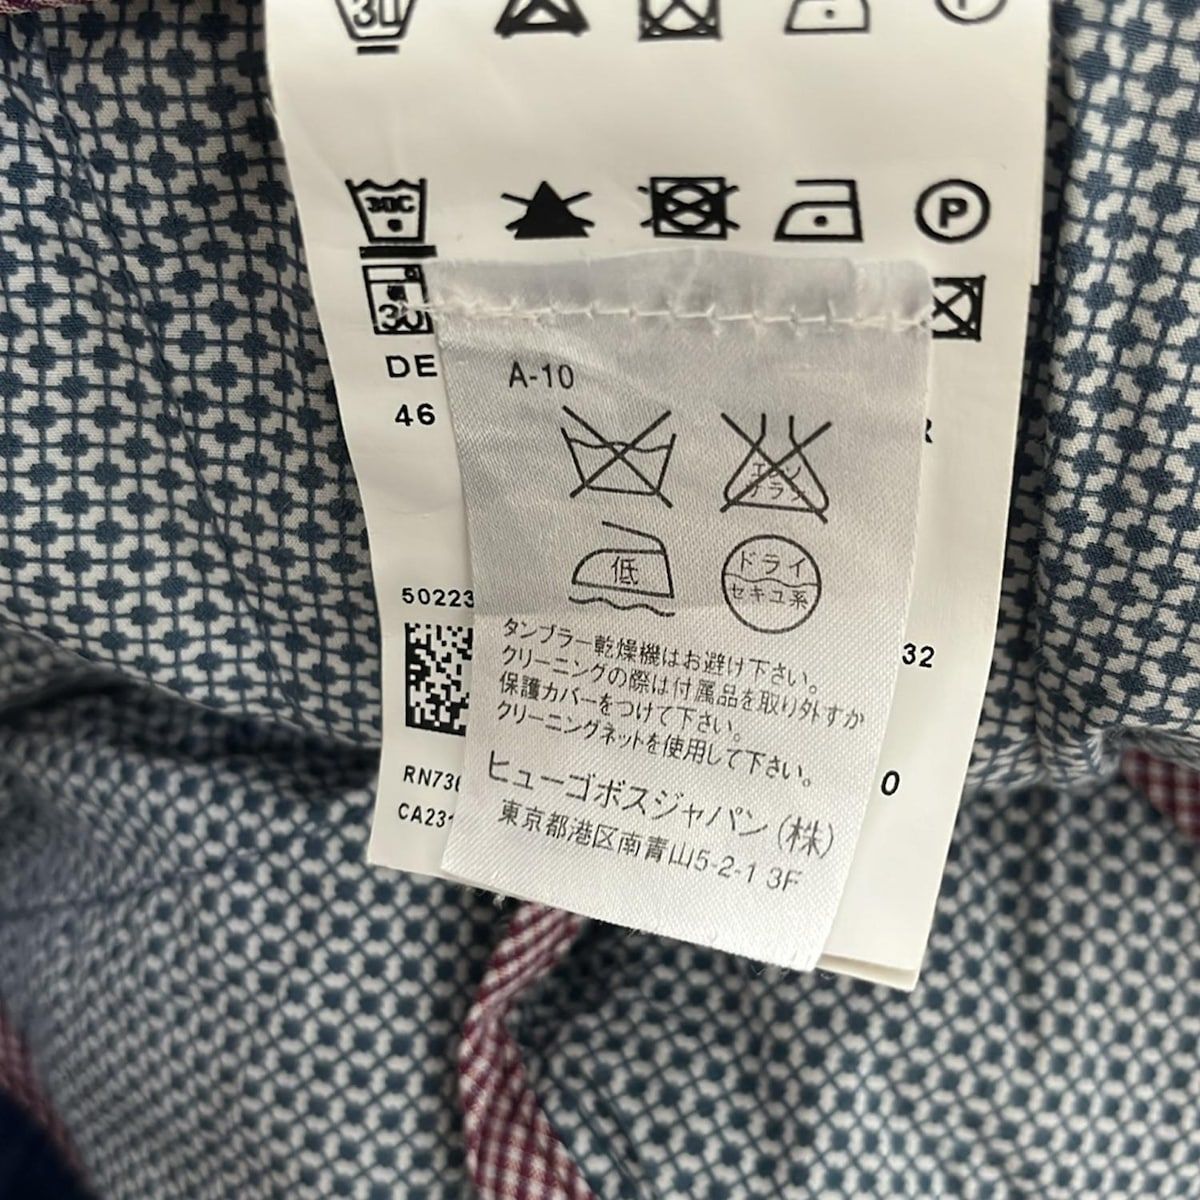 30
30C
P
30
DE
46
A-10
低
ドライ
セキユ系
50223
32
タンブラー乾燥機はお避け下さい。
クリーニングの際は付属品を取り外すか
保護カバーをつけて下さい。
クリーニングネットを使用して下さい。
0
ヒューゴボスジャパン(株)
東京都港区南青山5-2-1 3F